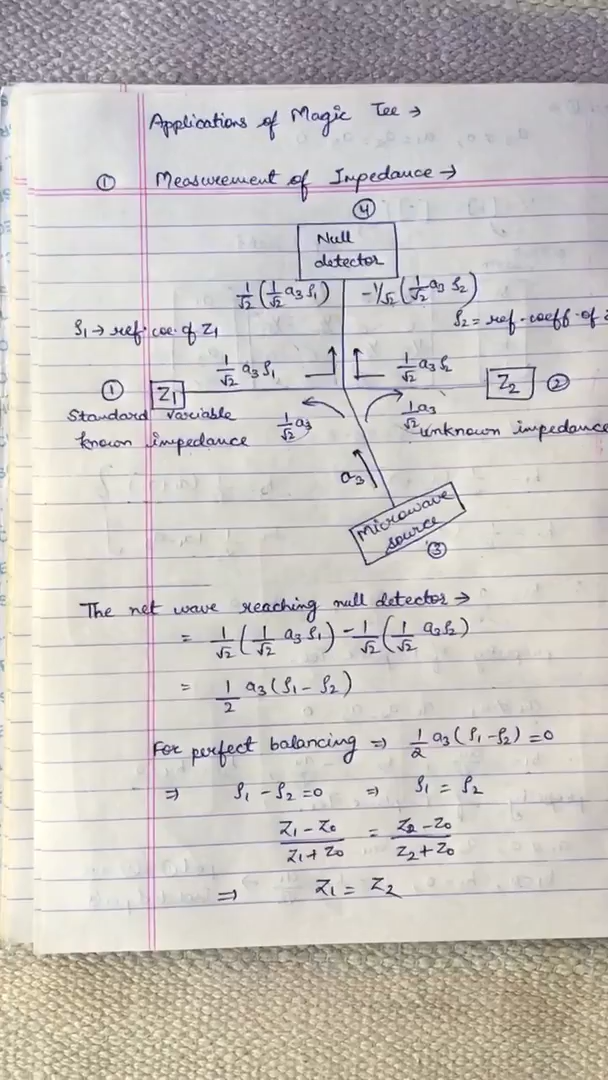 Applications of Magic Tee →
① Measurement of Impedance →
④
Null
detector
1/√2 (1/√2 a3 ρ1) -1/√2 (1/√2 a3 ρ2)
ρ1 → ref. coe. of Z1
ρ2 = ref-coeff. of
1/√2 a3 ρ1 1/√2 a3 ρ2
① Z1 Z2 ②
Standard variable
known impedance
1/√2 a3 1/√2 a3
unknown impedance
a3
Microwave
source
③
The net wave reaching null detector →
= 1/√2 (1/√2 a3 ρ1) - 1/√2 (1/√2 a3 ρ2)
= 1/2 a3 (ρ1 - ρ2)
For perfect balancing ⇒ 1/2 a3 (ρ1 - ρ2) = 0
⇒ ρ1 - ρ2 = 0 ⇒ ρ1 = ρ2
Z1 - Z0 / Z1 + Z0 = Z2 - Z0 / Z2 + Z0
⇒ Z1 = Z2